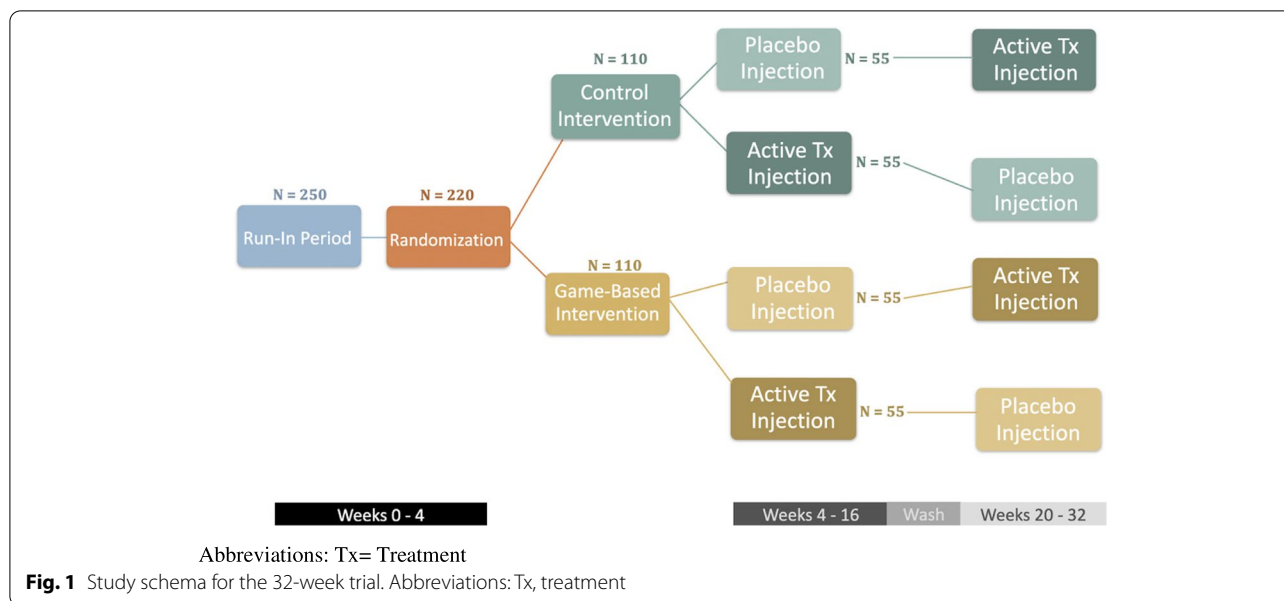 N = 250
Run-In Period
N = 220
Randomization
N = 110
Control
Intervention
Placebo
Injection
N = 55
Active Tx
Injection
Active Tx
Injection
N = 55
Placebo
Injection
N = 110
Game-Based
Intervention
Placebo
Injection
N = 55
Active Tx
Injection
Active Tx
Injection
N = 55
Placebo
Injection
Weeks 0 - 4
Weeks 4 - 16
Wash
Weeks 20 - 32
Abbreviations: Tx= Treatment
Fig. 1 Study schema for the 32-week trial. Abbreviations: Tx, treatment